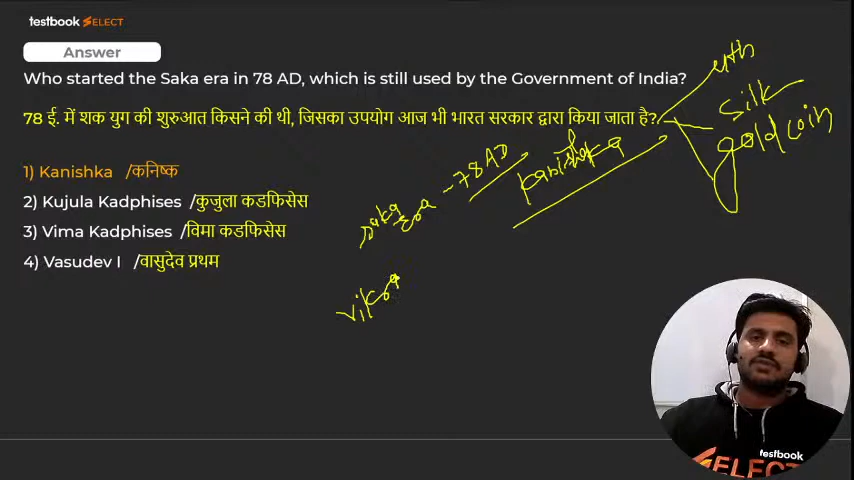 testbook SELECT
Answer
Who started the Saka era in 78 AD, which is still used by the Government of India?
78 ई. में शक युग की शुरुआत किसने की थी, जिसका उपयोग आज भी भारत सरकार द्वारा किया जाता है?
1) Kanishka /कनिष्क
2) Kujula Kadphises /कुजुला कडफिसेस
3) Vima Kadphises /विमा कडफिसेस
4) Vasudev I /वासुदेव प्रथम
4th
Silk
gold coin
Saka Era - 78 AD
Kanishka
Vikra
testbook
SELECT